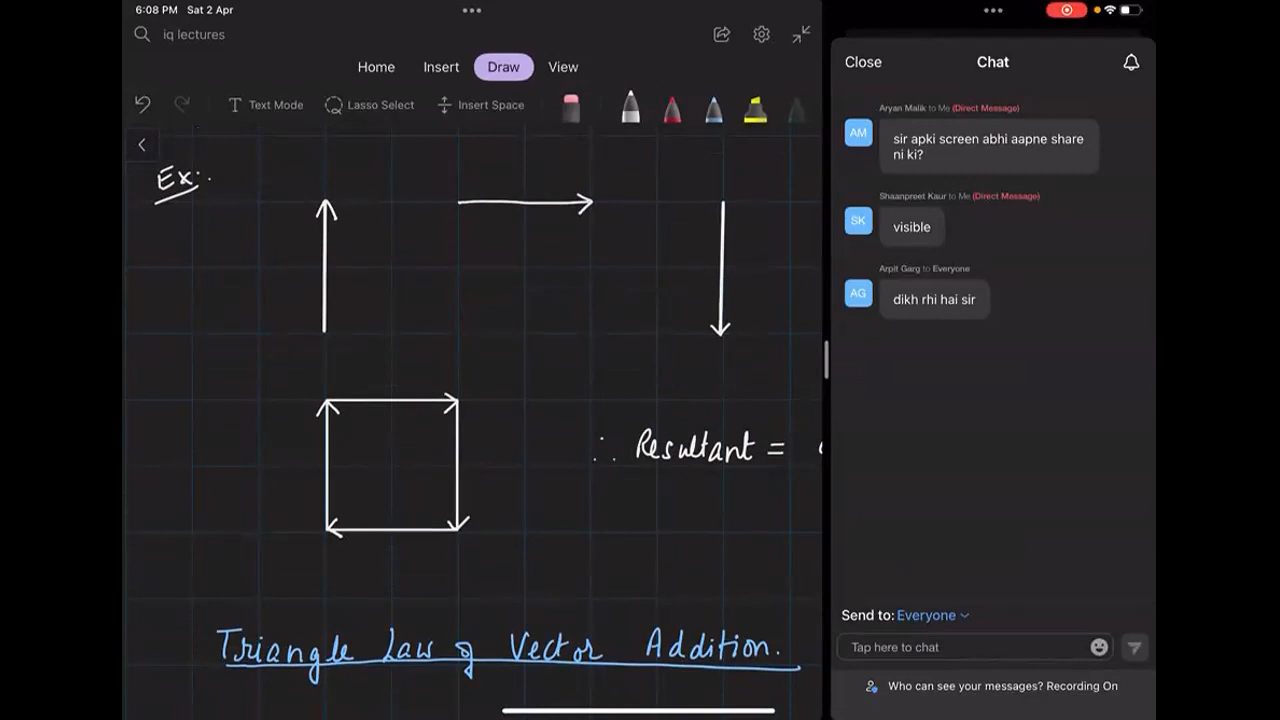 6:08 PM Sat 2 Apr
iq lectures
Home Insert Draw View
Text Mode Lasso Select Insert Space
Ex:
∴ Resultant =
Triangle Law of Vector Addition.
Close Chat
Aryan Malik to Me (Direct Message)
AM
sir apki screen abhi aapne share
ni ki?
Shaanpreet Kaur to Me (Direct Message)
SK
visible
Arpit Garg to Everyone
AG
dikh rhi hai sir
Send to: Everyone
Tap here to chat
Who can see your messages? Recording On